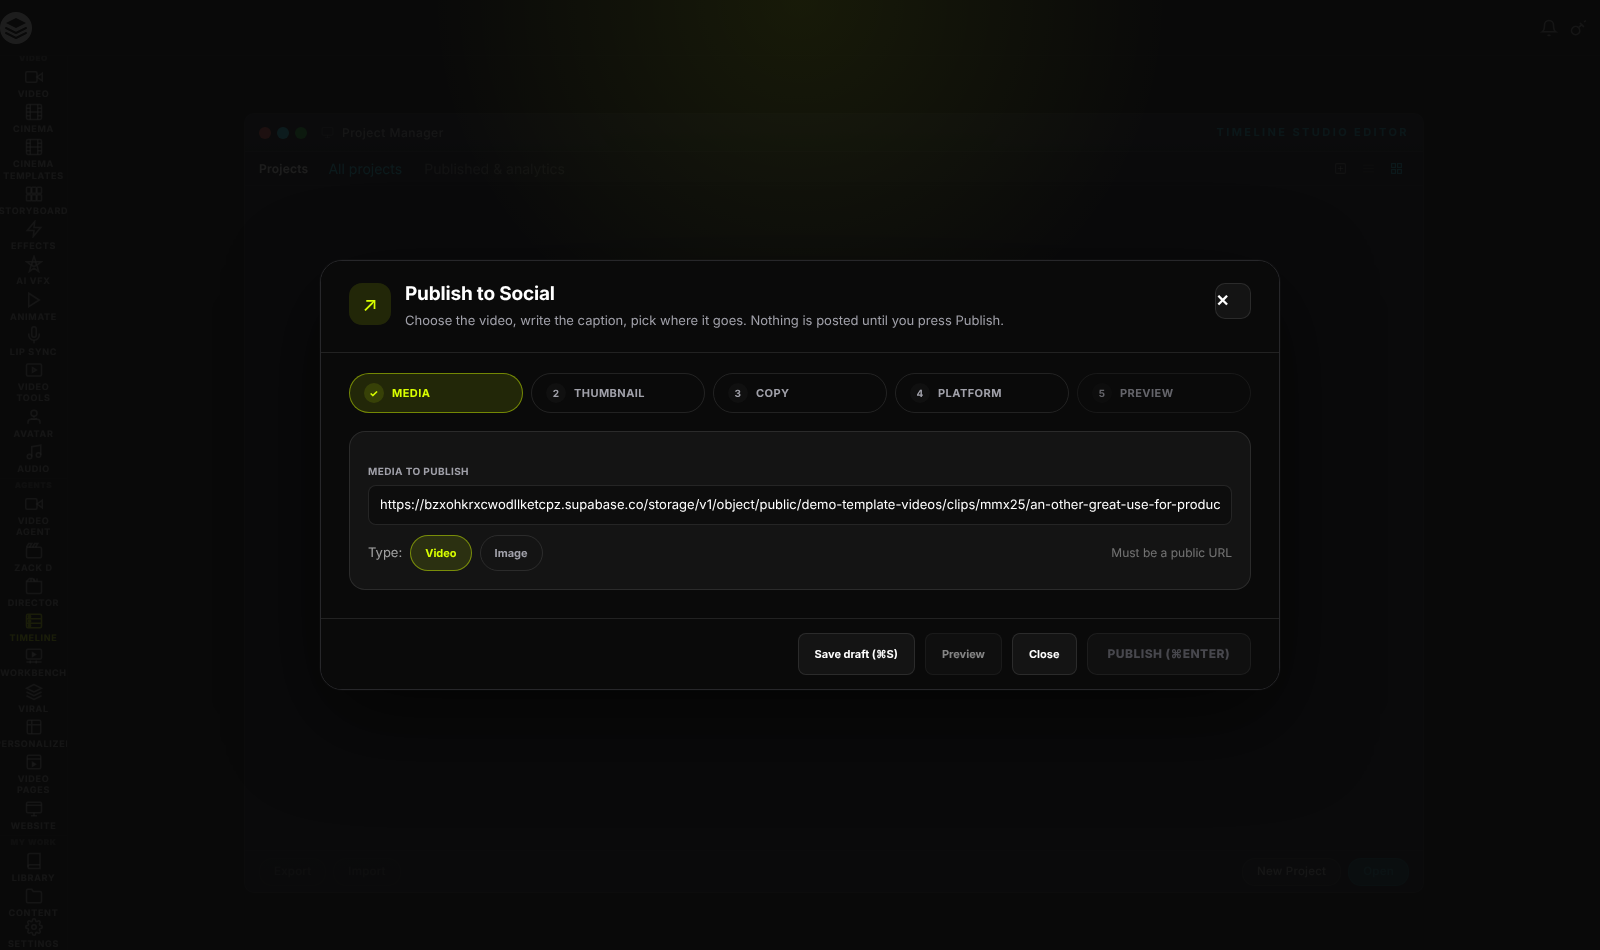 VIDEO
CINEMA
CINEMA
TEMPLATES
STORYBOARD
EFFECTS
AI VFX
ANIMATE
LIP SYNC
VIDEO
TOOLS
AVATAR
AUDIO
VIDEO
AGENT
ZACK D
DIRECTOR
TIMELINE
WORKBENCH
VIRAL
ERSONALIZE
VIDEO
PAGES
WEBSITE
LIBRARY
CONTENT
SETTINGS
Project Manager
TIMELINE STUDIO EDITOR
Projects All projects Published & analytics
Publish to Social
Choose the video, write the caption, pick where it goes. Nothing is posted until you press Publish.
MEDIA
2 THUMBNAIL
3 COPY
4 PLATFORM
5 PREVIEW
MEDIA TO PUBLISH
https://bzxohkrxcwodllketcpz.supabase.co/storage/v1/object/public/demo-template-videos/clips/mmx25/an-other-great-use-for-produc
Type: Video Image Must be a public URL
Save draft (⌘S) Preview Close PUBLISH (⌘ENTER)
New Project